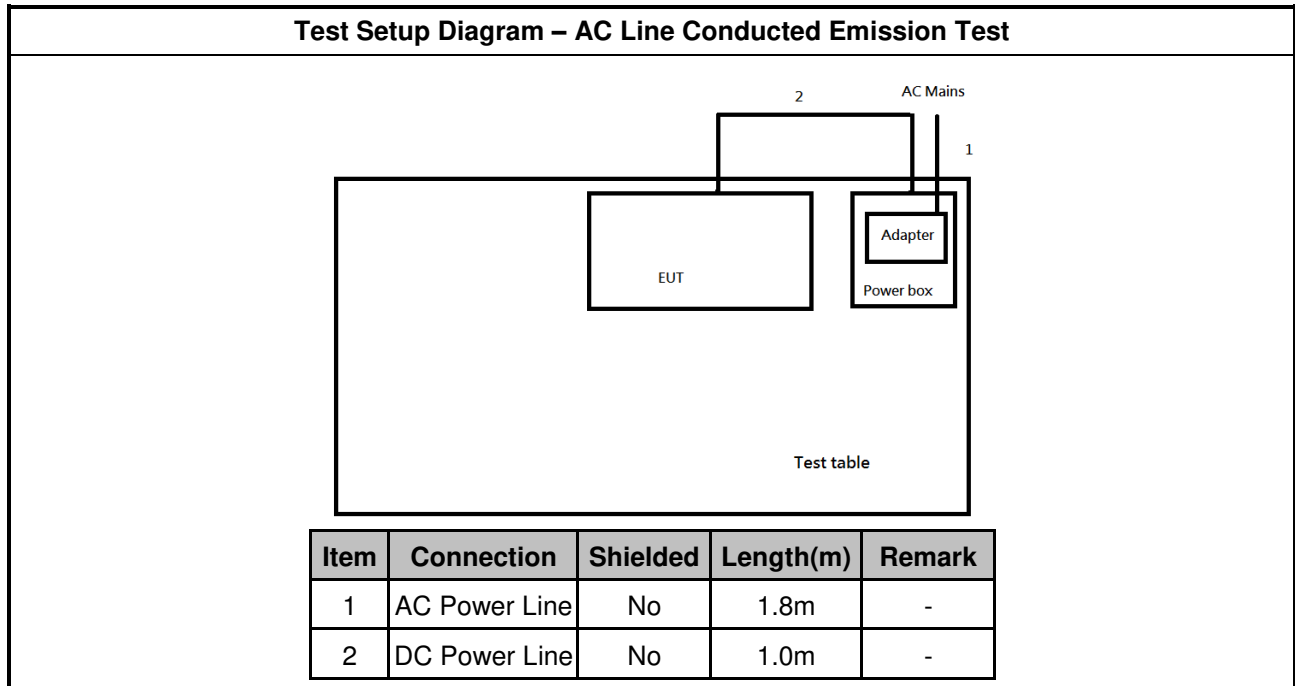 Test Setup Diagram – AC Line Conducted Emission Test
2
AC Mains
1
Adapter
EUT
Power box
Test table
Item Connection Shielded Length(m) Remark
1 AC Power Line No 1.8m -
2 DC Power Line No 1.0m -